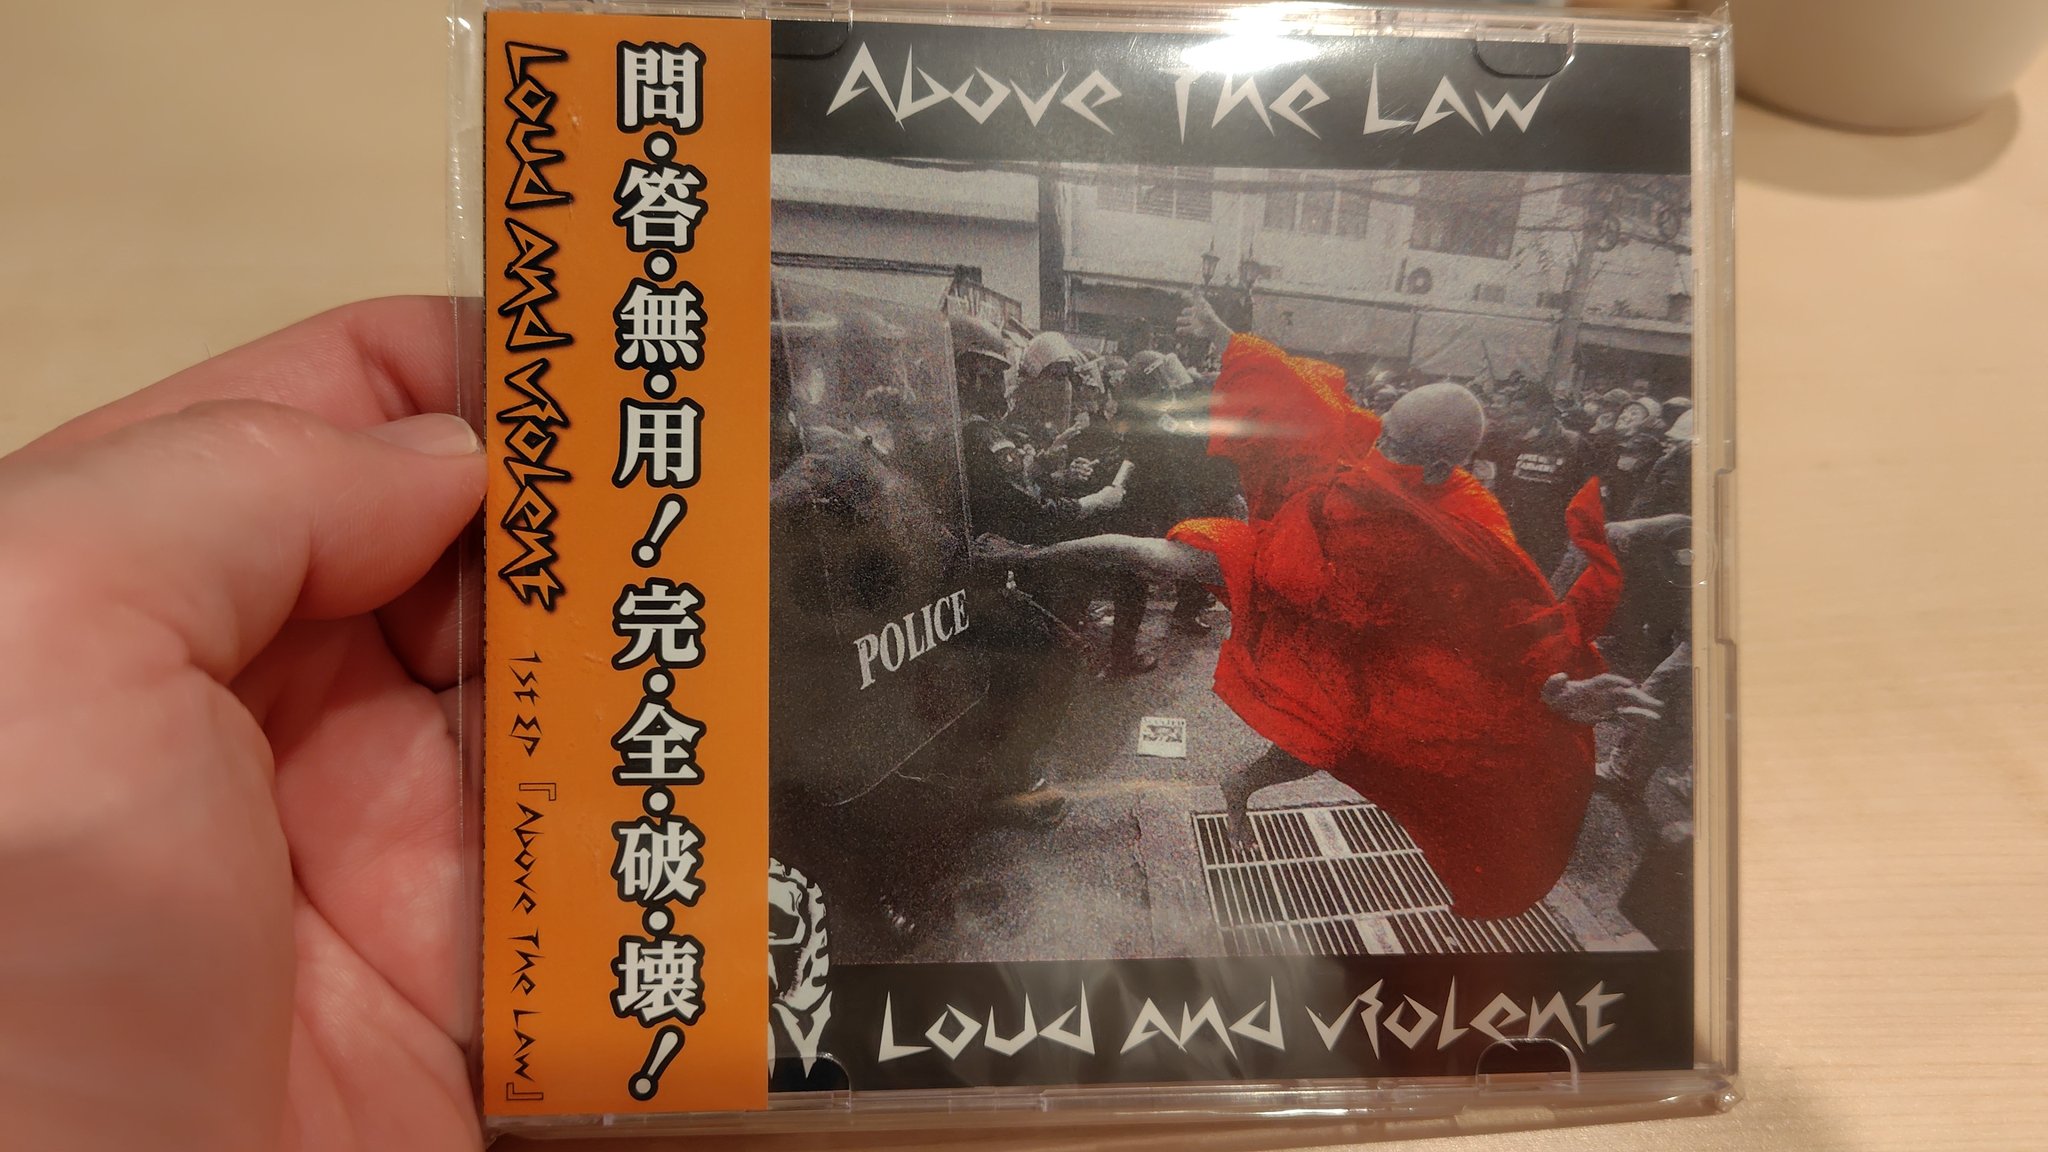 LOUD AND VIOLENT 1st EP 『Above The Law』
問・答・無・用！完・全・破・壊！
Above The Law
POLICE
Loud and Violent